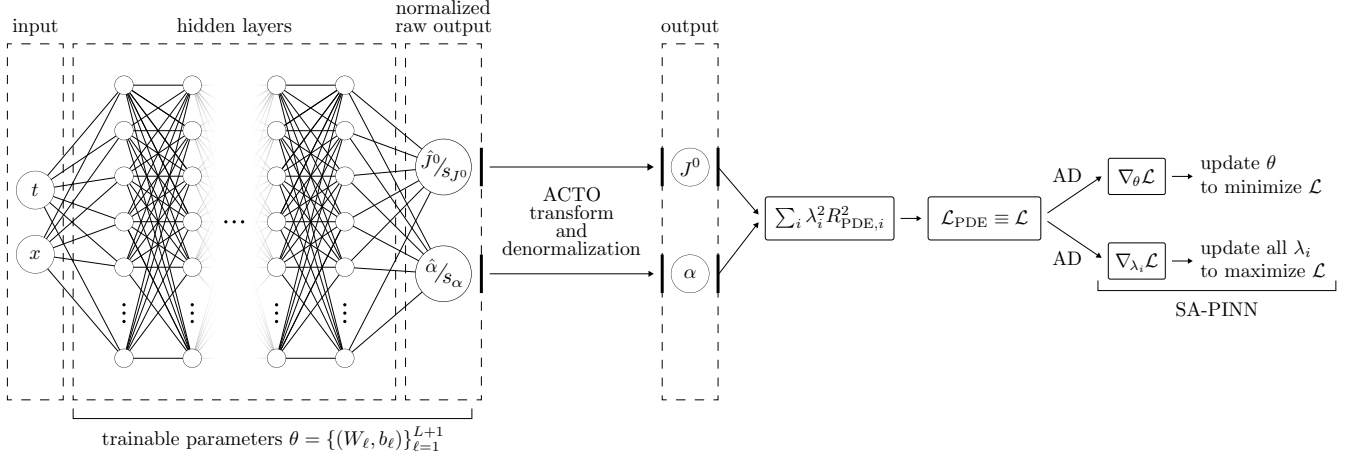 input
hidden layers
normalized
raw output
output
t
x
...
Ĵ⁰/s_{J⁰}
α̂/s_α
ACTO
transform
and
denormalization
J⁰
α
∑_i λ_i² R²_{PDE,i}
ℒ_PDE ≡ ℒ
AD
∇_θ ℒ
update θ
to minimize ℒ
AD
∇_{λ_i} ℒ
update all λ_i
to maximize ℒ
SA-PINN
trainable parameters θ = {(W_ℓ, b_ℓ)}_{ℓ=1}^{L+1}